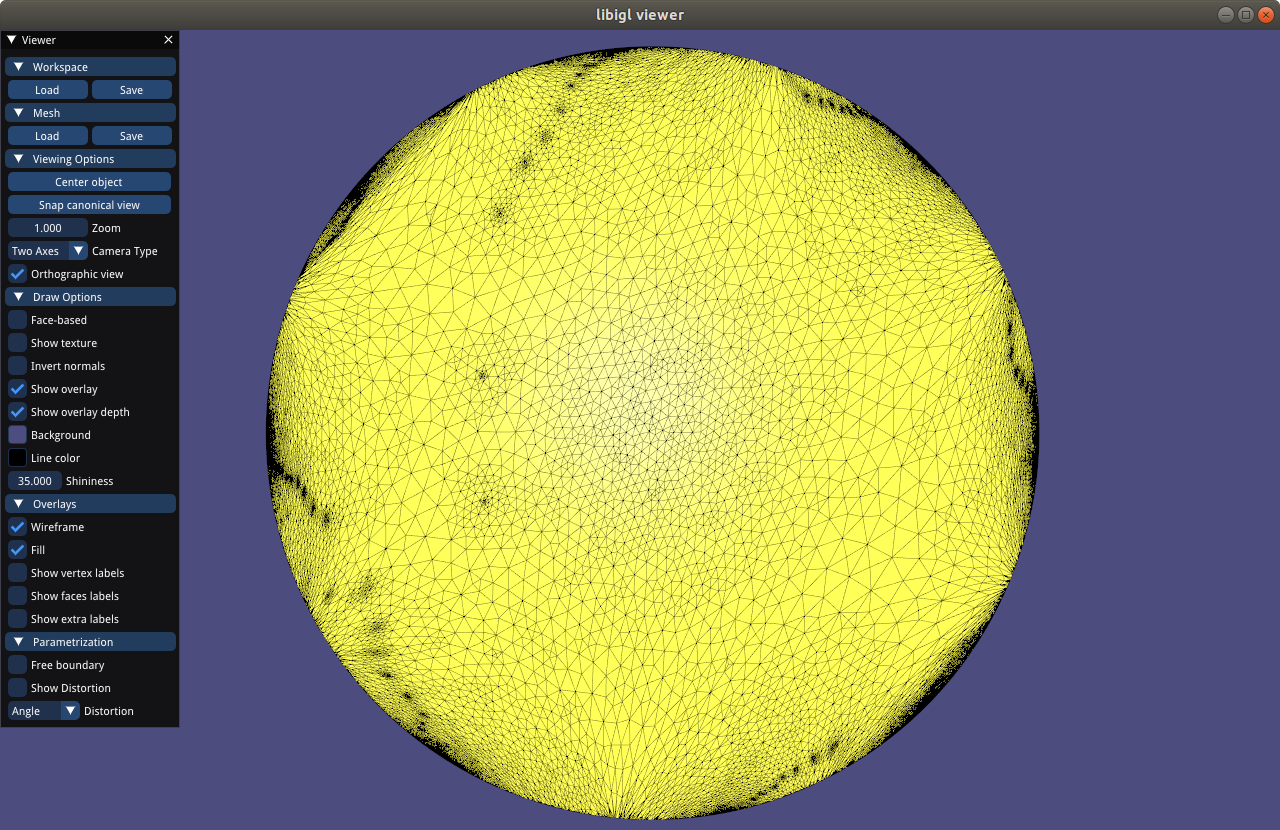 libigl viewer
Viewer
Workspace
Load Save
Mesh
Load Save
Viewing Options
Center object
Snap canonical view
1.000 Zoom
Two Axes Camera Type
Orthographic view
Draw Options
Face-based
Show texture
Invert normals
Show overlay
Show overlay depth
Background
Line color
35.000 Shininess
Overlays
Wireframe
Fill
Show vertex labels
Show faces labels
Show extra labels
Parametrization
Free boundary
Show Distortion
Angle Distortion